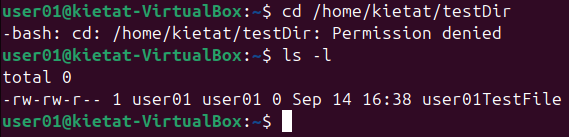 user01@kietat-VirtualBox:~$ cd /home/kietat/testDir
-bash: cd: /home/kietat/testDir: Permission denied
user01@kietat-VirtualBox:~$ ls -l
total 0
-rw-rw-r-- 1 user01 user01 0 Sep 14 16:38 user01TestFile
user01@kietat-VirtualBox:~$